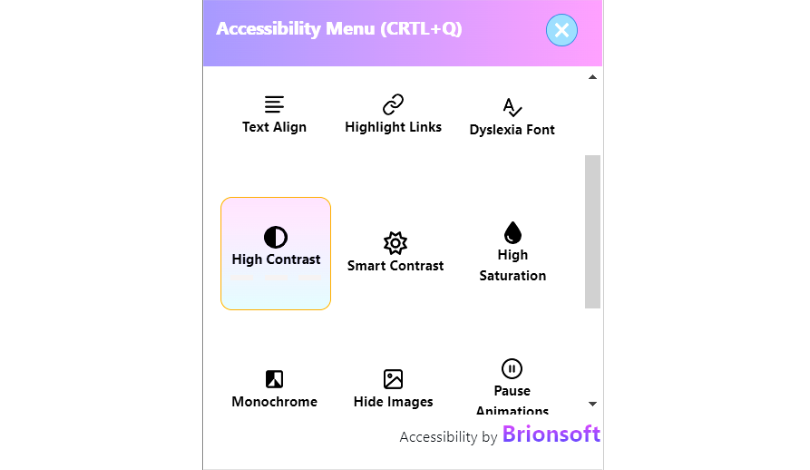 Accessibility Menu (CRTL+Q)
Text Align
Highlight Links
Dyslexia Font
High Contrast
Smart Contrast
High
Saturation
Monochrome
Hide Images
Pause
Animations
Accessibility by Brionsoft